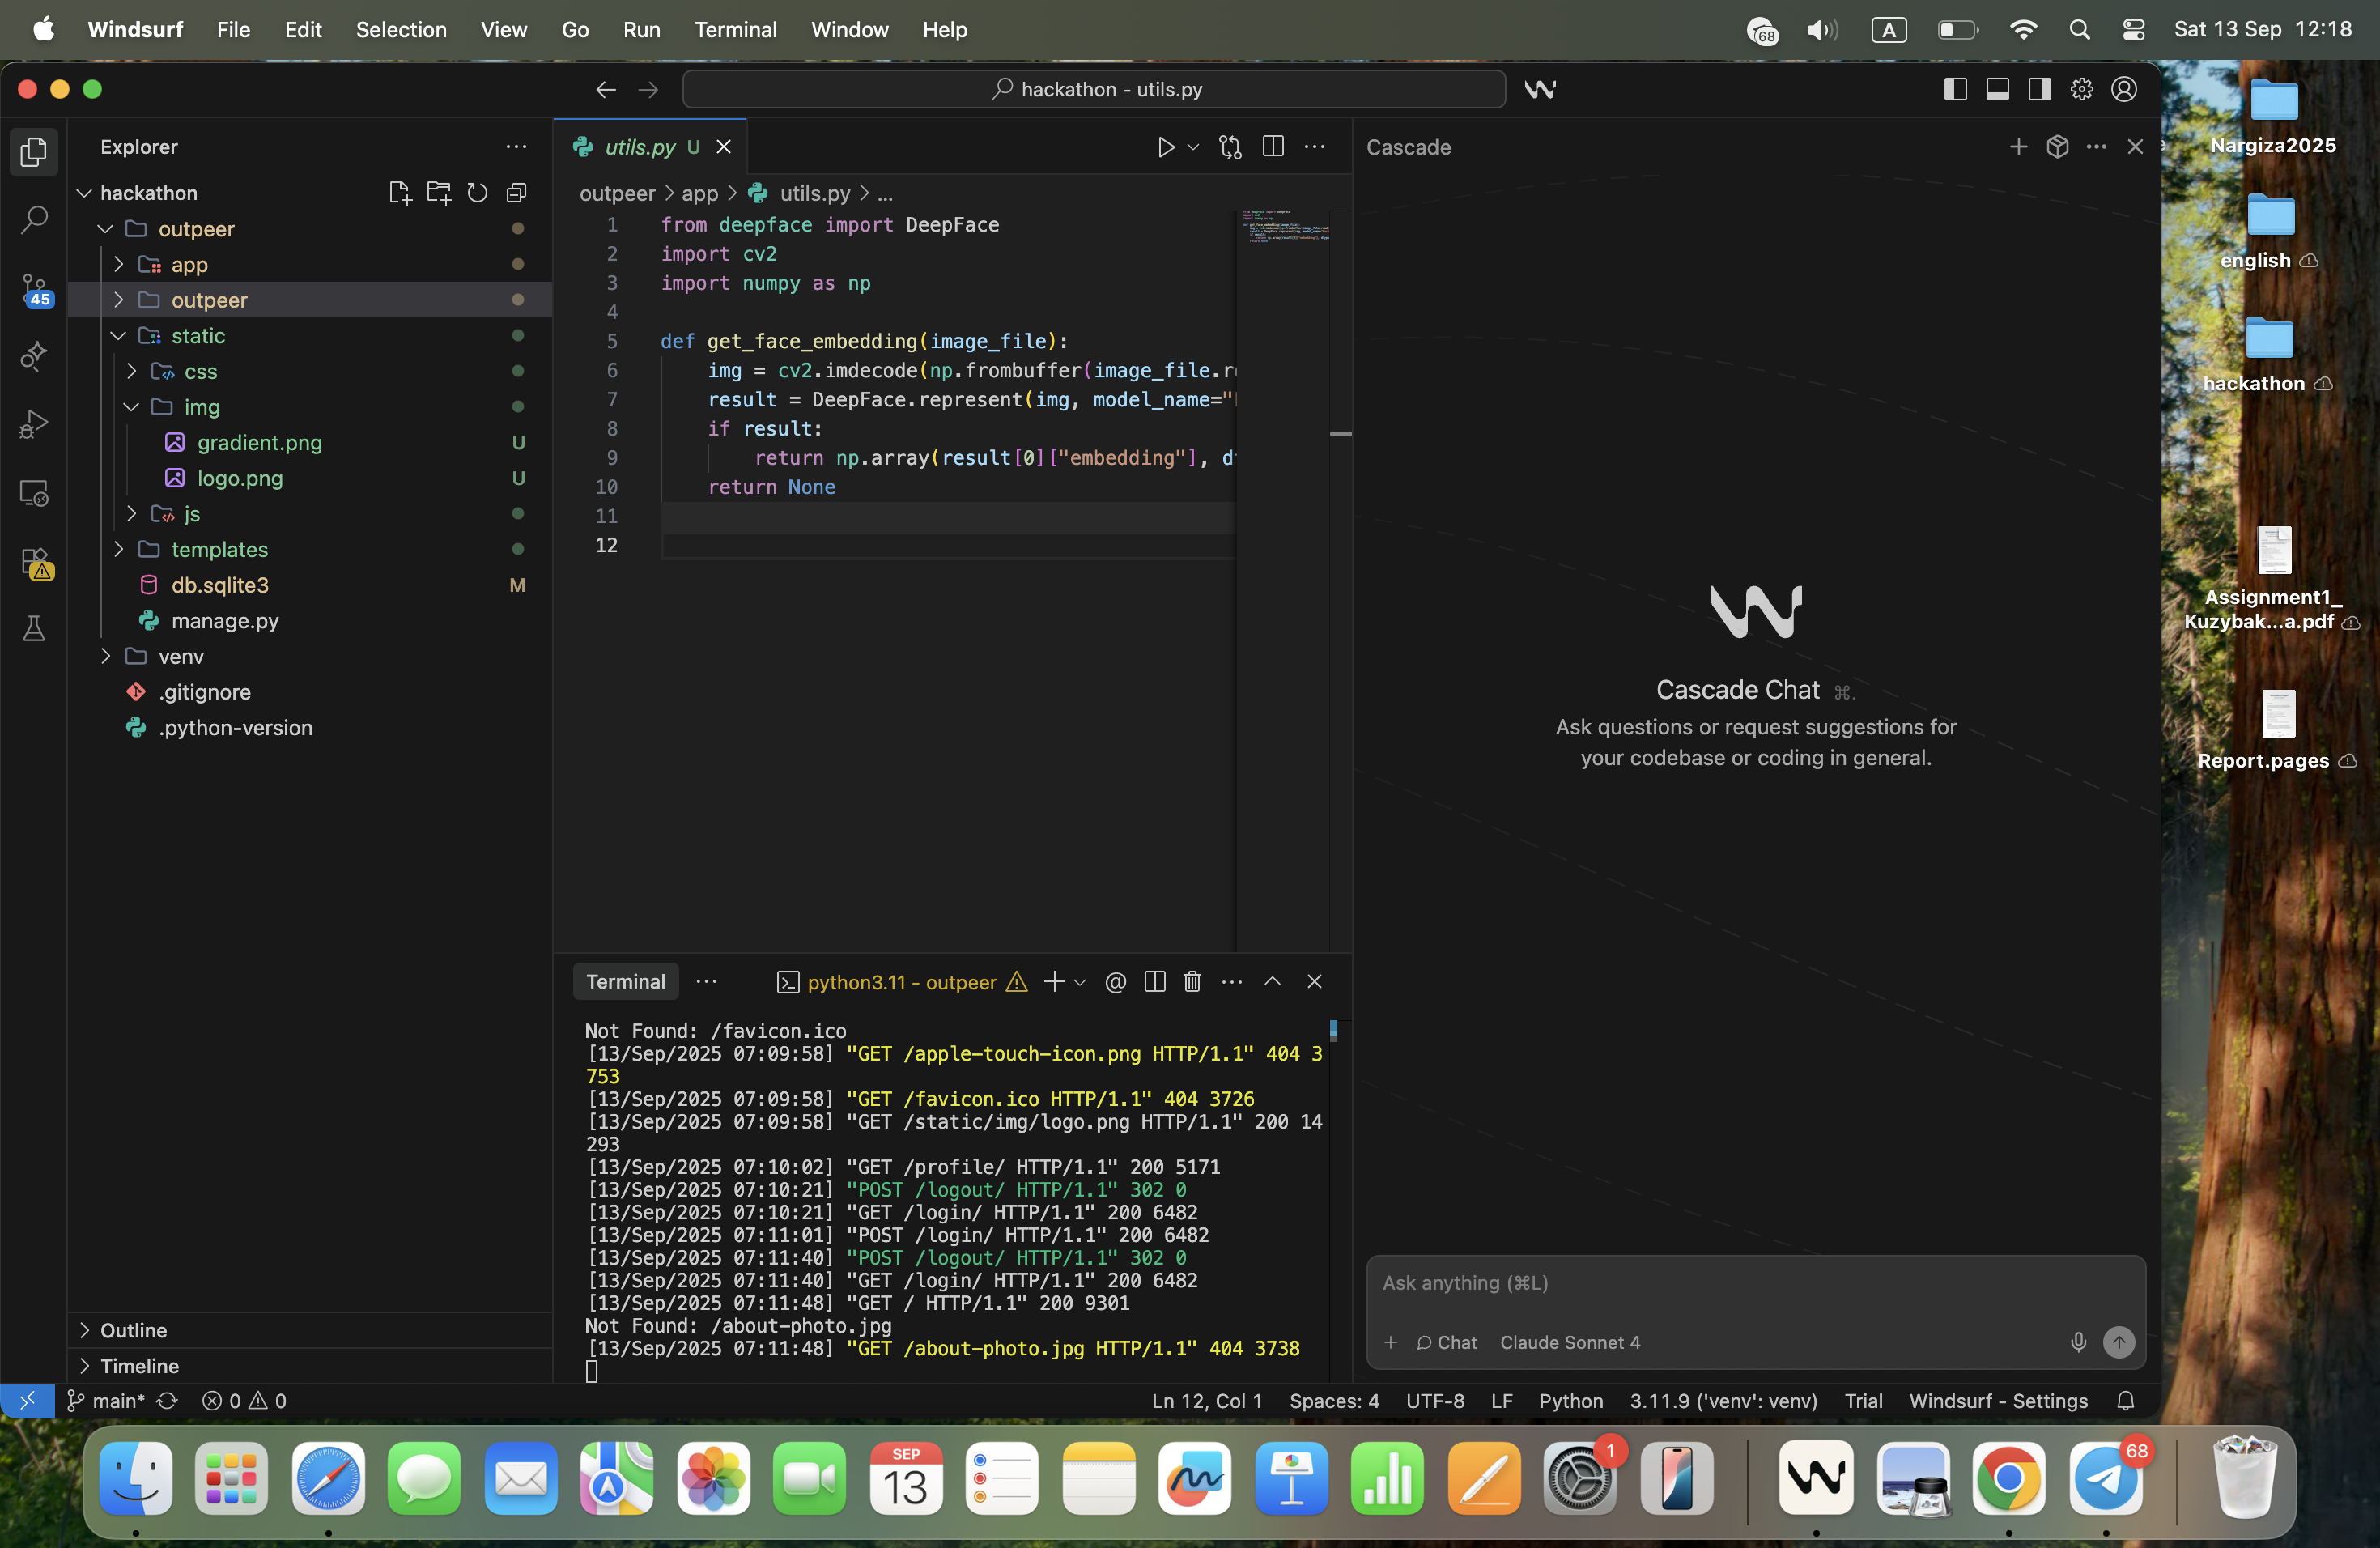 Windsurf File Edit Selection View Go Run Terminal Window Help
68 A Sat 13 Sep 12:18
hackathon - utils.py
Explorer
hackathon
outpeer
app
outpeer
static
css
img
gradient.png U
logo.png U
js
templates
db.sqlite3 M
manage.py
venv
.gitignore
.python-version
Outline
Timeline
45
utils.py U
outpeer > app > utils.py > ...
1 from deepface import DeepFace
2 import cv2
3 import numpy as np
4
5 def get_face_embedding(image_file):
6 img = cv2.imdecode(np.frombuffer(image_file.re
7 result = DeepFace.represent(img, model_name="
8 if result:
9 return np.array(result[0]["embedding"], dt
10 return None
11
12
Terminal
python3.11 - outpeer
Not Found: /favicon.ico
[13/Sep/2025 07:09:58] "GET /apple-touch-icon.png HTTP/1.1" 404 3
753
[13/Sep/2025 07:09:58] "GET /favicon.ico HTTP/1.1" 404 3726
[13/Sep/2025 07:09:58] "GET /static/img/logo.png HTTP/1.1" 200 14
293
[13/Sep/2025 07:10:02] "GET /profile/ HTTP/1.1" 200 5171
[13/Sep/2025 07:10:21] "POST /logout/ HTTP/1.1" 302 0
[13/Sep/2025 07:10:21] "GET /login/ HTTP/1.1" 200 6482
[13/Sep/2025 07:11:01] "POST /login/ HTTP/1.1" 200 6482
[13/Sep/2025 07:11:40] "POST /logout/ HTTP/1.1" 302 0
[13/Sep/2025 07:11:40] "GET /login/ HTTP/1.1" 200 6482
[13/Sep/2025 07:11:48] "GET / HTTP/1.1" 200 9301
Not Found: /about-photo.jpg
[13/Sep/2025 07:11:48] "GET /about-photo.jpg HTTP/1.1" 404 3738
Cascade
Cascade Chat ⌘.
Ask questions or request suggestions for
your codebase or coding in general.
Ask anything (⌘L)
Chat Claude Sonnet 4
main* 0 0
Ln 12, Col 1 Spaces: 4 UTF-8 LF Python 3.11.9 ('venv': venv) Trial Windsurf - Settings
Nargiza2025
english
hackathon
Assignment1_
Kuzybak...a.pdf
Report.pages
SEP
13
1
68